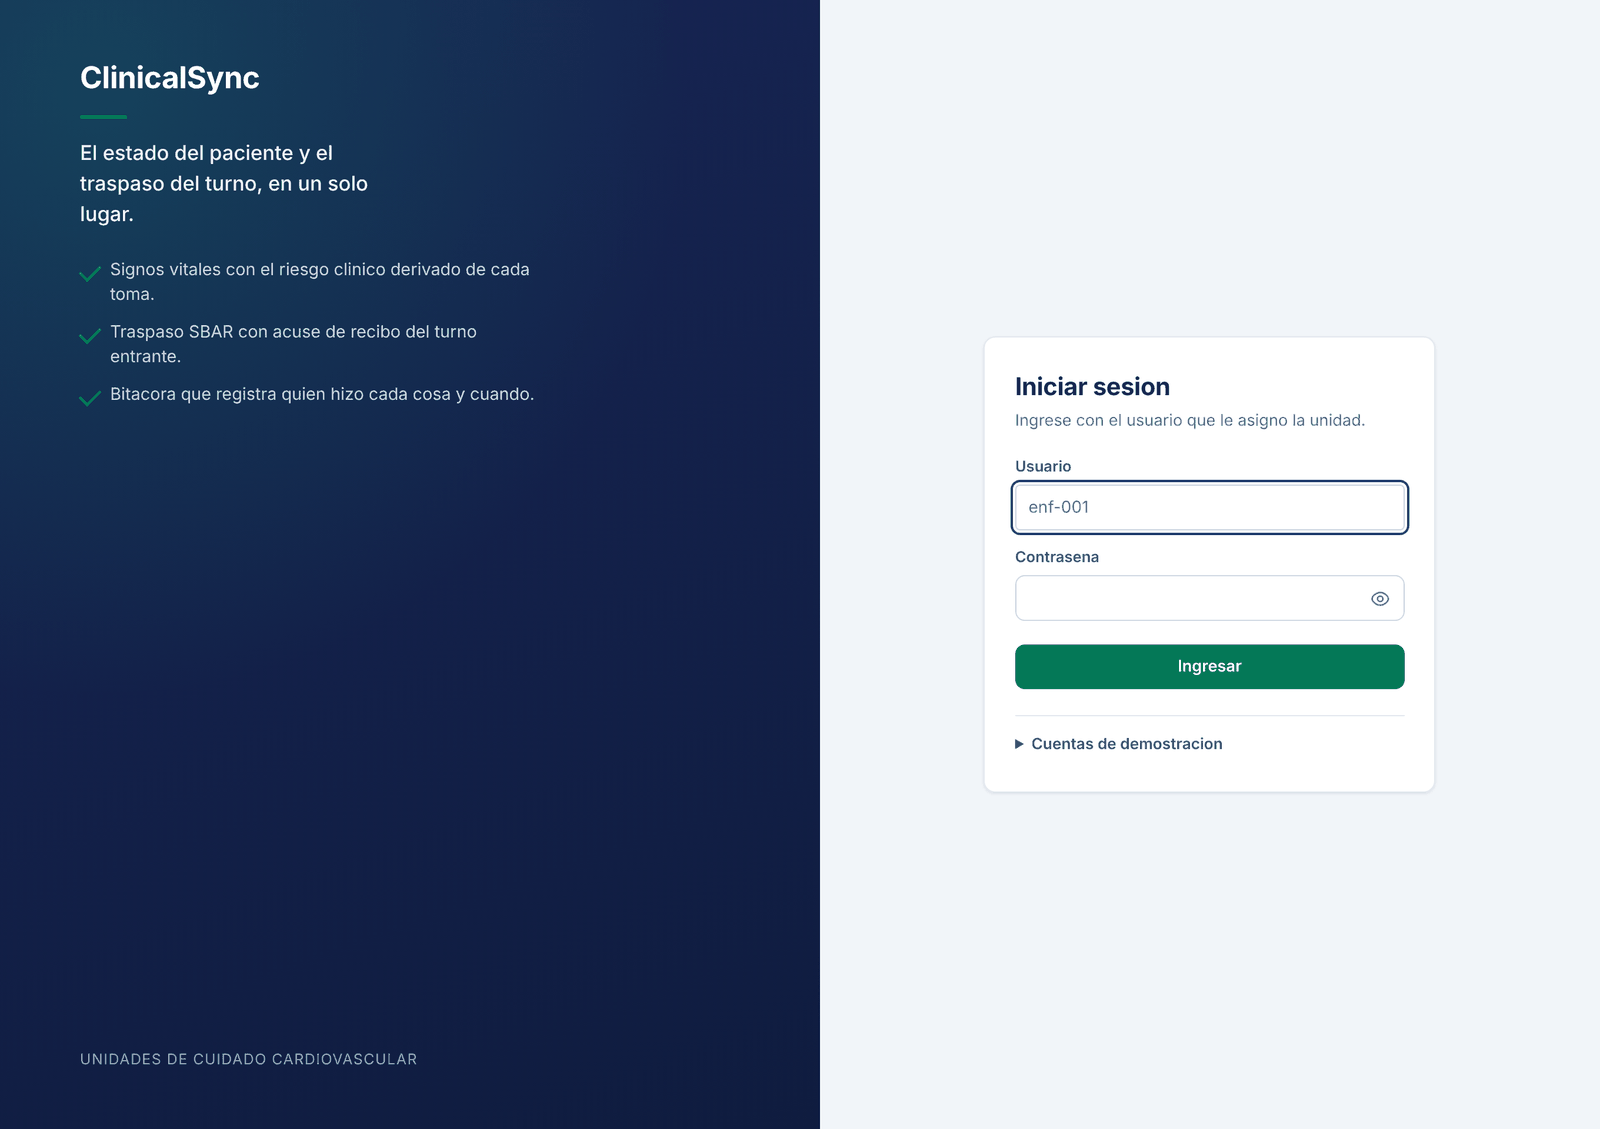 ClinicalSync
El estado del paciente y el
traspaso del turno, en un solo
lugar.
Signos vitales con el riesgo clinico derivado de cada
toma.
Traspaso SBAR con acuse de recibo del turno
entrante.
Bitacora que registra quien hizo cada cosa y cuando.
UNIDADES DE CUIDADO CARDIOVASCULAR
Iniciar sesion
Ingrese con el usuario que le asigno la unidad.
Usuario
enf-001
Contrasena
Ingresar
Cuentas de demostracion